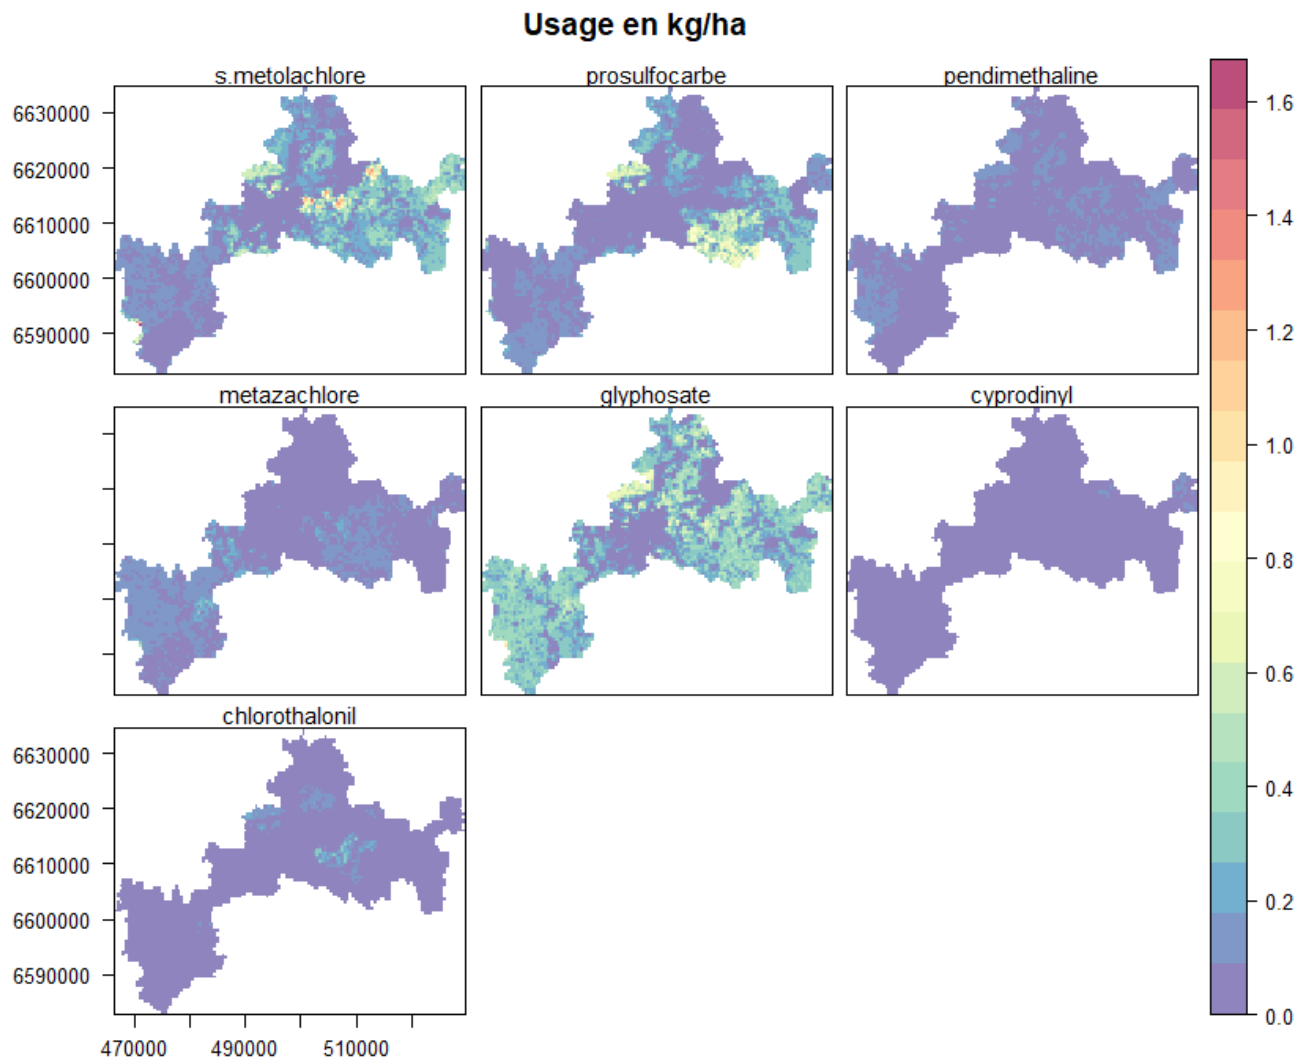 Usage en kg/ha
s.metolachlore
prosulfocarbe
pendimethaline
6630000
6620000
6610000
6600000
6590000
metazachlore
glyphosate
cyprodinyl
chlorothalonil
6630000
6620000
6610000
6600000
6590000
470000
490000
510000
1.6
1.4
1.2
1.0
0.8
0.6
0.4
0.2
0.0